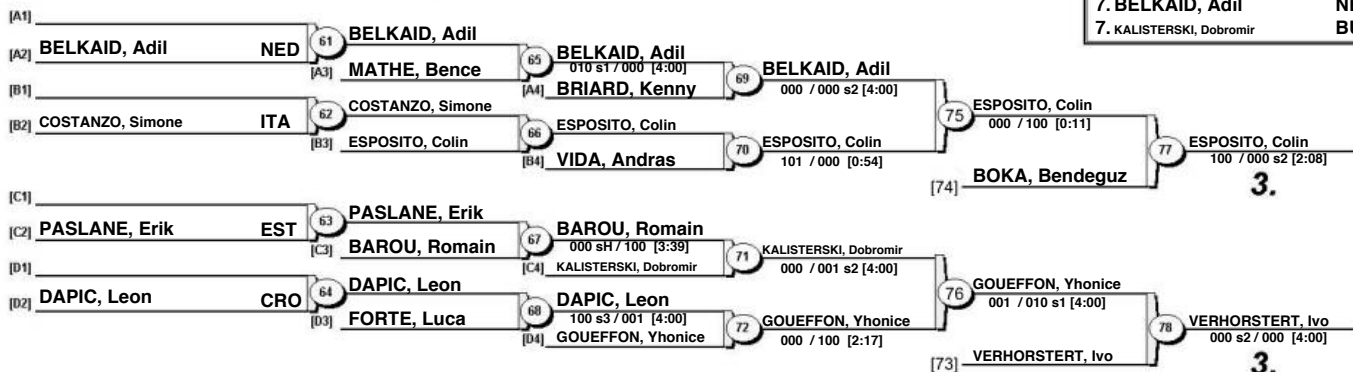 7. BELKAID, Adil
7. KALISTERSKI, Dobromir
[A1]
[A2] BELKAID, Adil NED 61 BELKAID, Adil
[A3] MATHE, Bence 65 BELKAID, Adil
010 s1 / 000 [4:00]
[A4] BRIARD, Kenny 69 BELKAID, Adil
000 / 000 s2 [4:00]
[B1]
[B2] COSTANZO, Simone ITA 62 COSTANZO, Simone
[B3] ESPOSITO, Colin 66 ESPOSITO, Colin
[B4] VIDA, Andras 70 ESPOSITO, Colin
101 / 000 [0:54]
75 ESPOSITO, Colin
000 / 100 [0:11]
[74] BOKA, Bendeguz 77 ESPOSITO, Colin
100 / 000 s2 [2:08]
3.
[C1]
[C2] PASLANE, Erik EST 63 PASLANE, Erik
[C3] BAROU, Romain 67 BAROU, Romain
000 sH / 100 [3:39]
[C4] KALISTERSKI, Dobromir 71 KALISTERSKI, Dobromir
000 / 001 s2 [4:00]
[D1]
[D2] DAPIC, Leon CRO 64 DAPIC, Leon
[D3] FORTE, Luca 68 DAPIC, Leon
100 s3 / 001 [4:00]
[D4] GOUEFFON, Yhonice 72 GOUEFFON, Yhonice
000 / 100 [2:17]
76 GOUEFFON, Yhonice
001 / 010 s1 [4:00]
[73] VERHORSTERT, Ivo 78 VERHORSTERT, Ivo
000 s2 / 000 [4:00]
3.